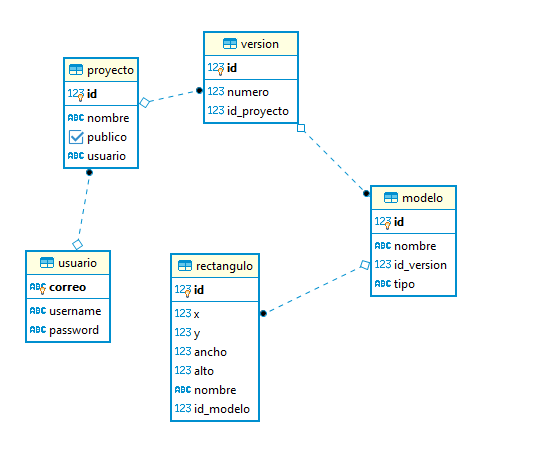 version
123 id
123 numero
123 id_proyecto
proyecto
123 id
ABC nombre
publico
ABC usuario
modelo
123 id
ABC nombre
123 id_version
ABC tipo
usuario
ABC correo
ABC username
ABC password
rectangulo
123 id
123 x
123 y
123 ancho
123 alto
ABC nombre
123 id_modelo